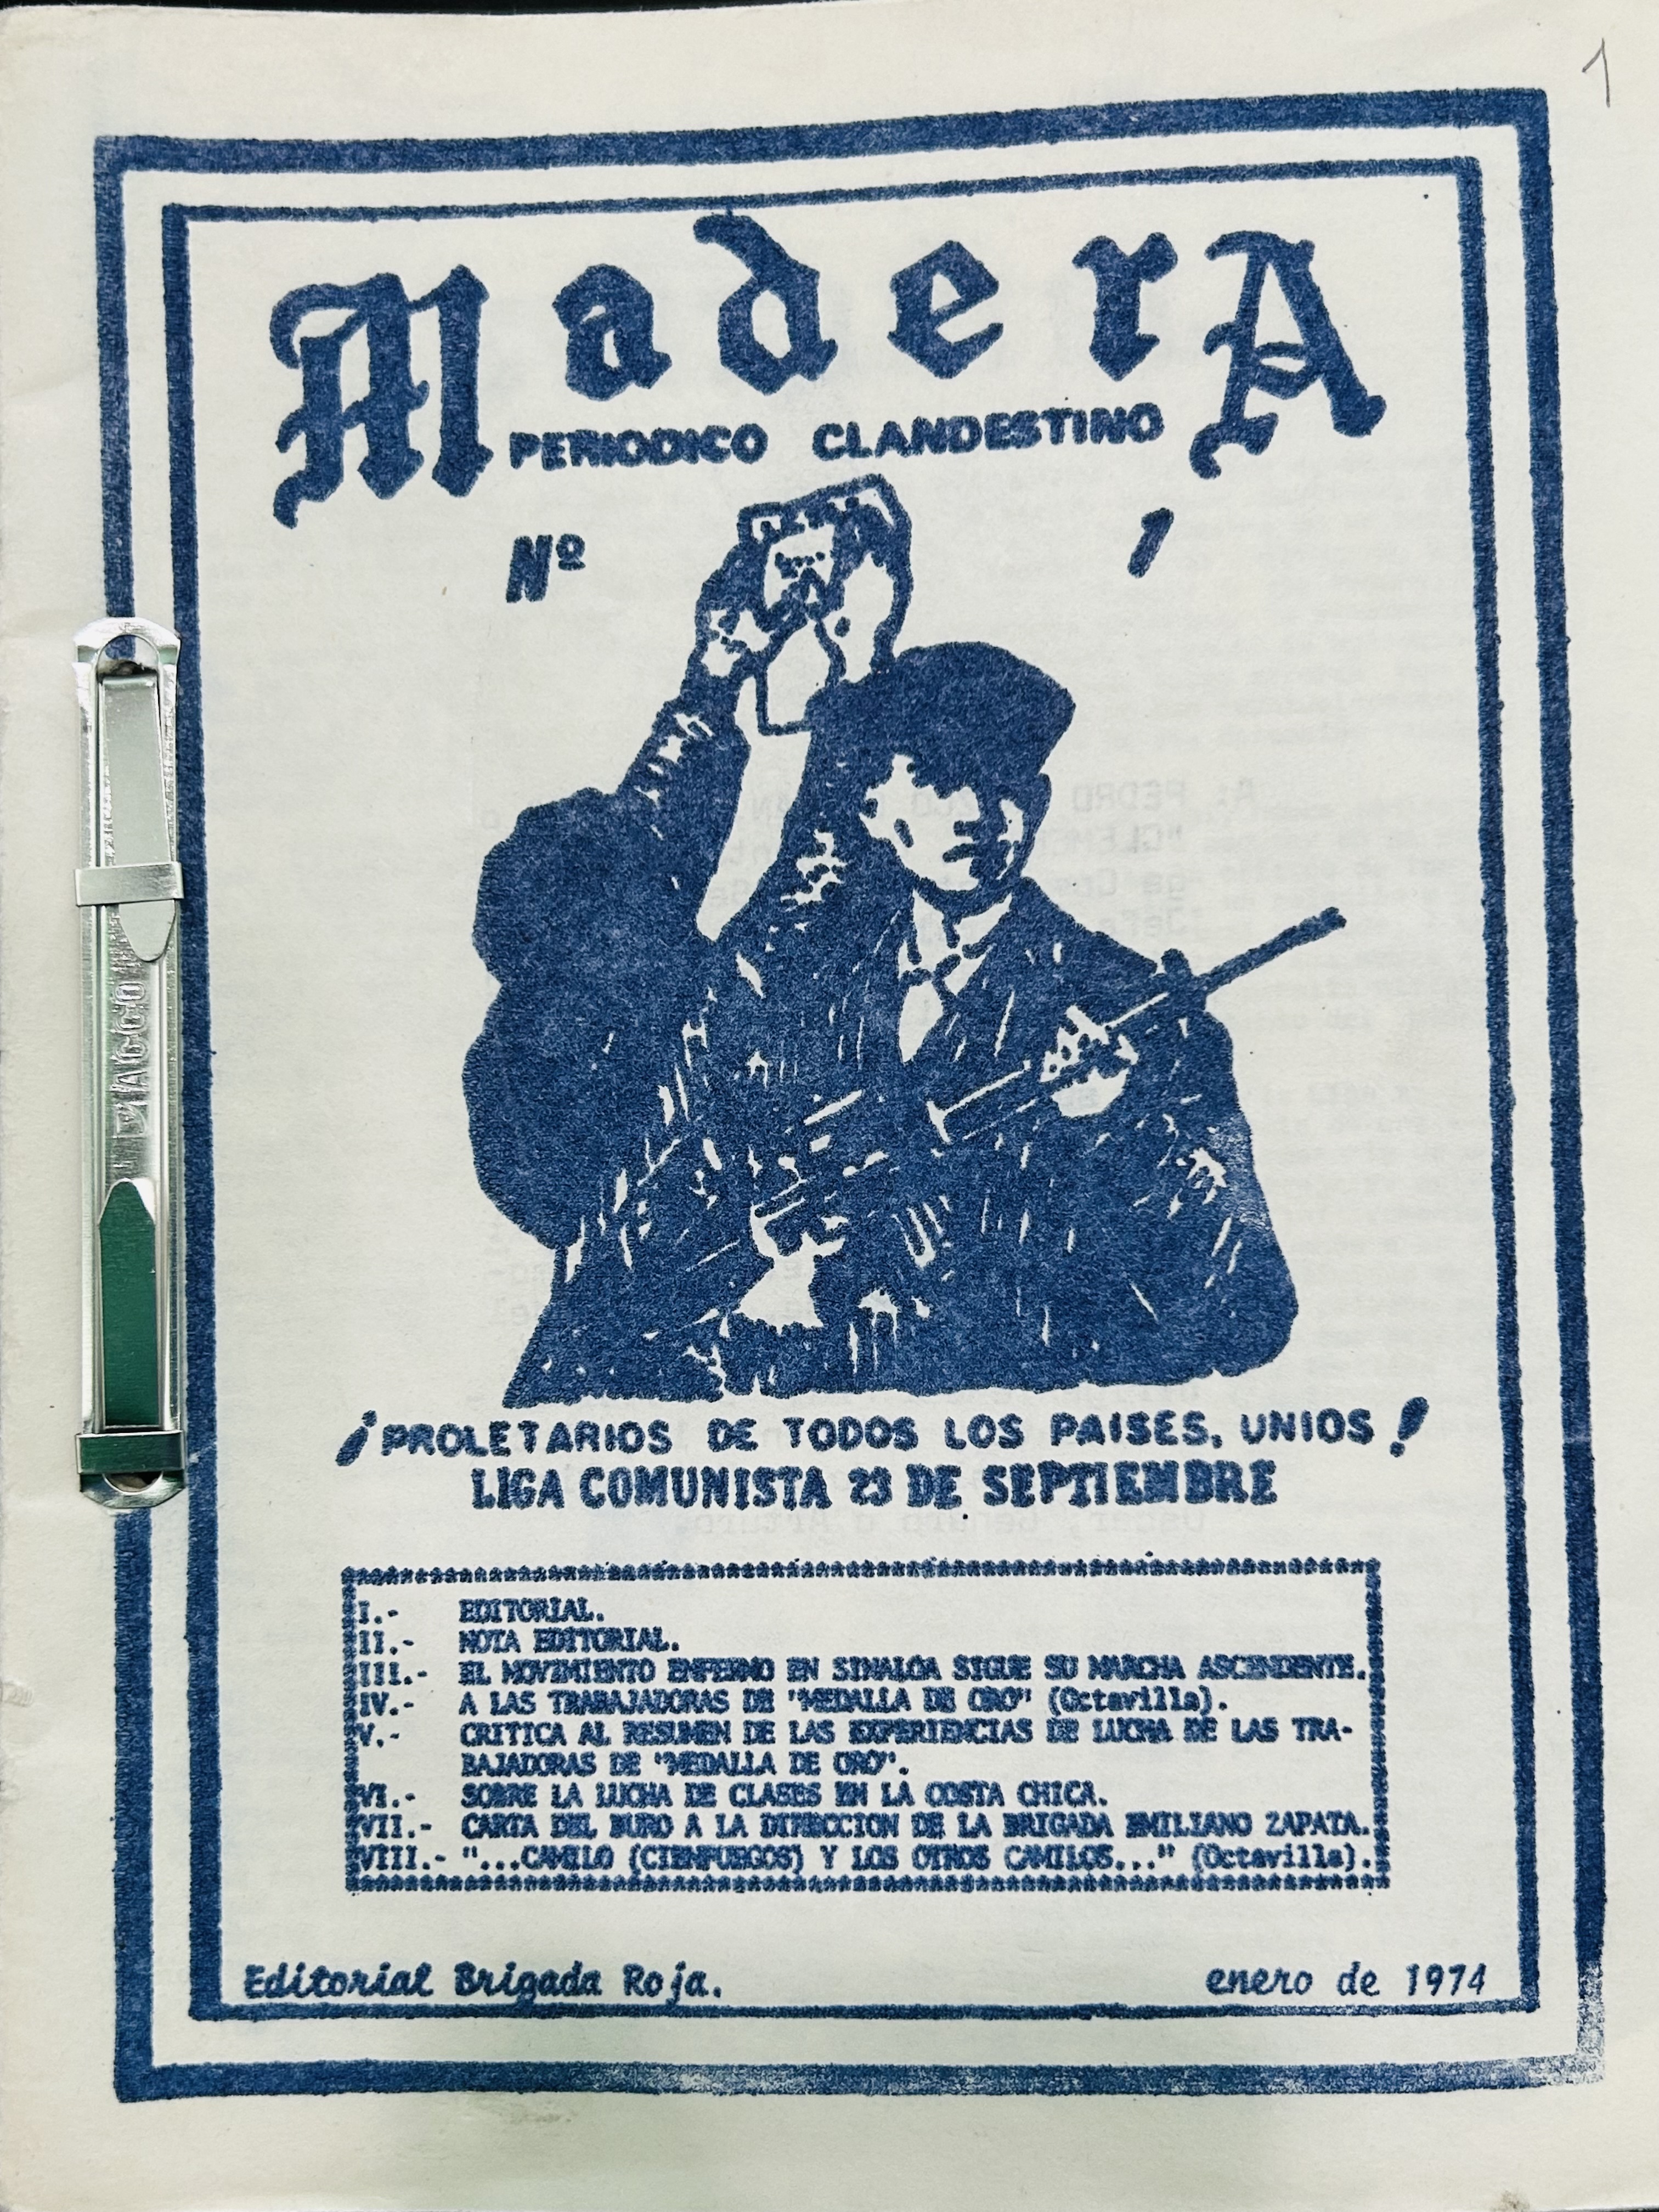 1
MaderA
PERIODICO CLANDESTINO
Nº 1
ACCO
¡PROLETARIOS DE TODOS LOS PAISES, UNIOS!
LIGA COMUNISTA 23 DE SEPTIEMBRE
I.- EDITORIAL.
II.- NOTA EDITORIAL.
III.- EL MOVIMIENTO ENFERMO EN SINALOA SIGUE SU MARCHA ASCENDENTE.
IV.- A LAS TRABAJADORAS DE "MEDALLA DE ORO" (Octavilla).
V.- CRITICA AL RESUMEN DE LAS EXPERIENCIAS DE LUCHA DE LAS TRA-
BAJADORAS DE "MEDALLA DE ORO".
VI.- SOBRE LA LUCHA DE CLASES EN LA COSTA CHICA.
VII.- CARTA DEL BURO A LA DIRECCION DE LA BRIGADA EMILIANO ZAPATA.
VIII.- "...CAMILO (CIENFUEGOS) Y LOS OTROS CAMILOS..." (Octavilla).
Editorial Brigada Roja. enero de 1974